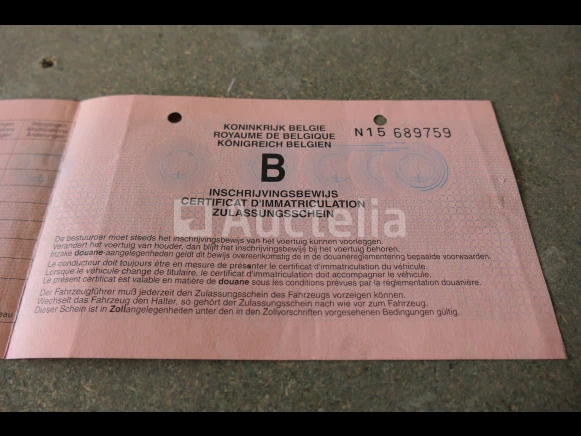 KONINKRIJK BELGIE
ROYAUME DE BELGIQUE
KÖNIGREICH BELGIEN
N15 689759
B
INSCHRIJVINGSBEWIJS
CERTIFICAT D'IMMATRICULATION
ZULASSUNGSSCHEIN
Auctelia
De bestuurder moet steeds het inschrijvingsbewijs van het voertuig kunnen voorleggen.
Verandert het voertuig van houder, dan blijft het inschrijvingsbewijs bij het voertuig behoren.
Inzake douane-aangelegenheden geldt dit bewijs overeenkomstig de in de douanereglementering bepaalde voorwaarden.
Le conducteur doit toujours être en mesure de présenter le certificat d'immatriculation du véhicule.
Lorsque le véhicule change de titulaire, le certificat d'immatriculation doit accompagner le véhicule.
Le présent certificat est valable en matière de douane sous les conditions prévues par la réglementation douanière.
Der Fahrzeugführer muß jederzeit den Zulassungsschein des Fahrzeugs vorzeigen können.
Wechselt das Fahrzeug den Halter, so gehört der Zulassungsschein nach wie vor zum Fahrzeug.
Dieser Schein ist in Zollangelegenheiten unter den in den Zollvorschriften vorgesehenen Bedingungen gültig.